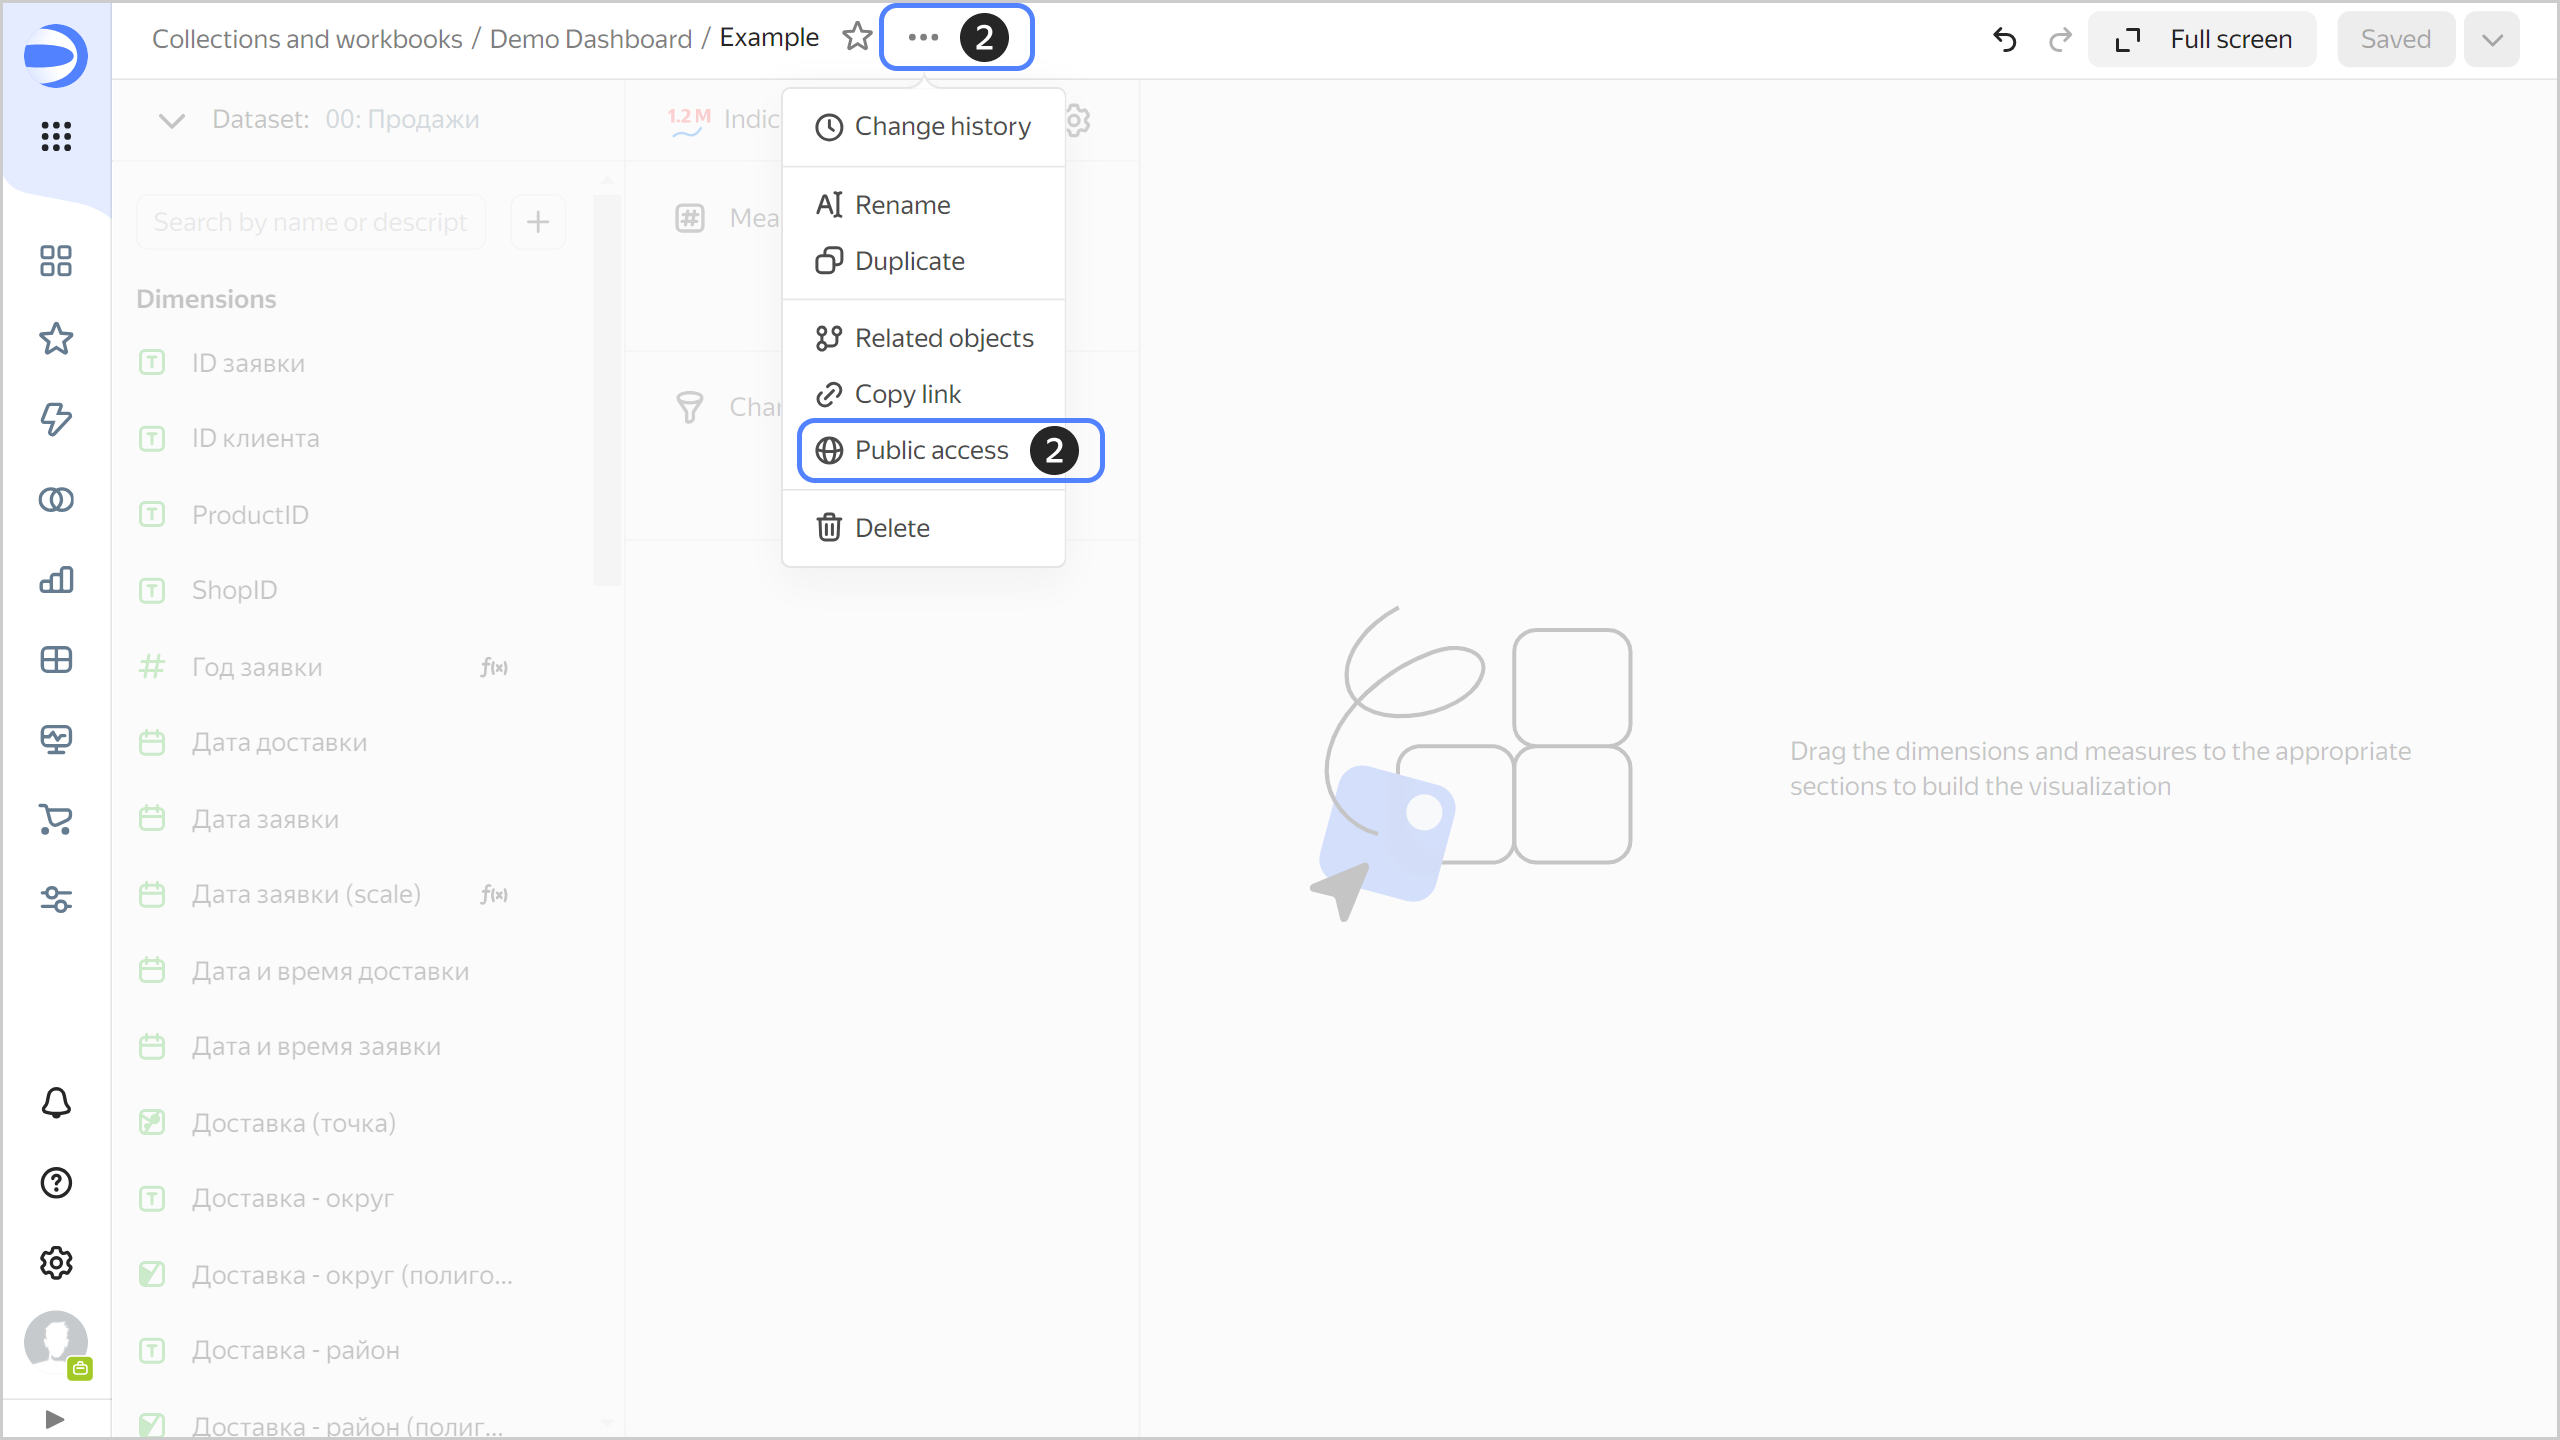 Collections and workbooks / Demo Dashboard / Example
2
Full screen
Saved
Dataset: 00: Продажи
1.2 M Indic
Change history
Rename
Duplicate
Related objects
Copy link
Public access 2
Delete
Search by name or descript
Mea
Char
Dimensions
ID заявки
ID клиента
ProductID
ShopID
Год заявки f(x)
Дата доставки
Дата заявки
Дата заявки (scale) f(x)
Дата и время доставки
Дата и время заявки
Доставка (точка)
Доставка - округ
Доставка - округ (полиго...
Доставка - район
Доставка - район (полиг...
Drag the dimensions and measures to the appropriate
sections to build the visualization